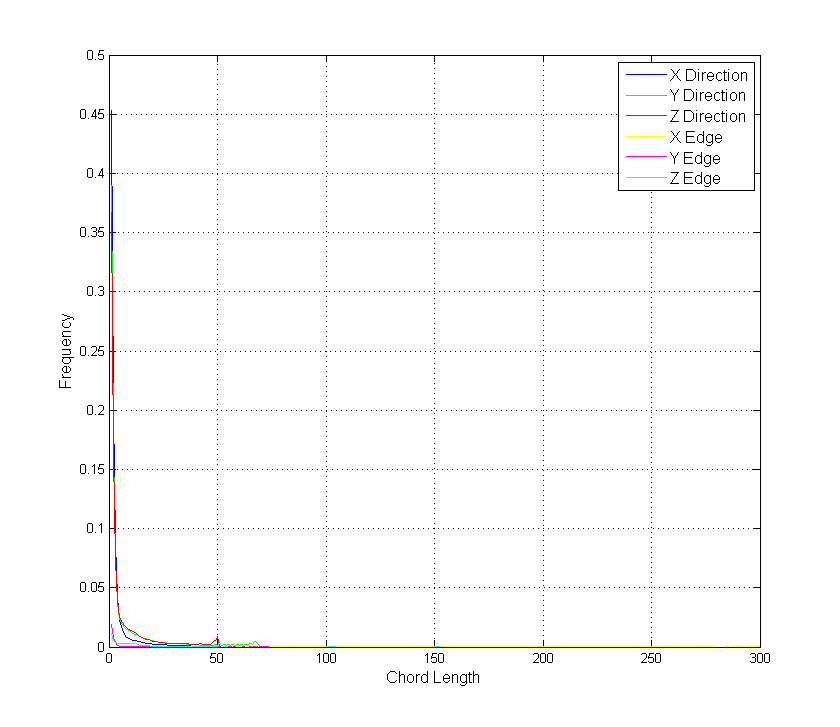 0.5
0.45
0.4
0.35
0.3
0.25
0.2
0.15
0.1
0.05
0
Frequency
X Direction
Y Direction
Z Direction
X Edge
Y Edge
Z Edge
0 50 100 150 200 250 300
Chord Length